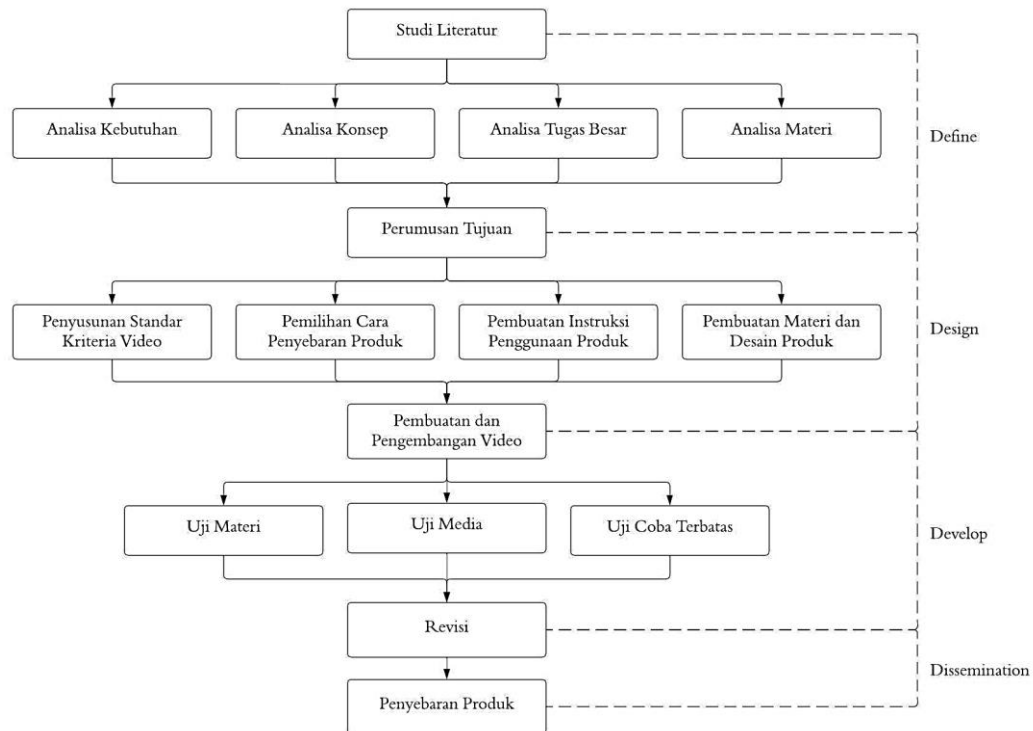 Studi Literatur
Analisa Kebutuhan
Analisa Konsep
Analisa Tugas Besar
Analisa Materi
Define
Perumusan Tujuan
Penyusunan Standar
Kriteria Video
Pemilihan Cara
Penyebaran Produk
Pembuatan Instruksi
Penggunaan Produk
Pembuatan Materi dan
Desain Produk
Design
Pembuatan dan
Pengembangan Video
Uji Materi
Uji Media
Uji Coba Terbatas
Develop
Revisi
Dissemination
Penyebaran Produk